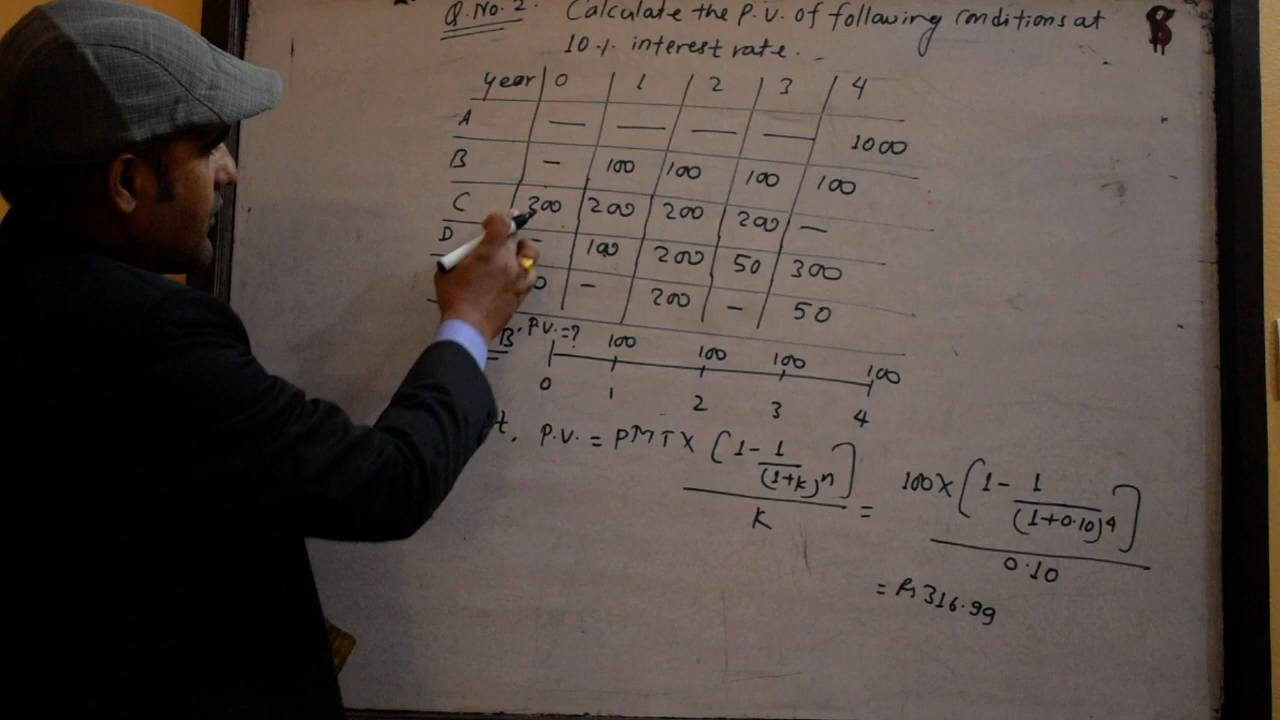 Q.No.2. Calculate the P.V. of following conditions at
10% interest rate.
year 0 1 2 3 4
A — — — — 1000
B — 100 100 100 100
C 200 200 200 200 —
D — 100 200 50 300
0 — 200 — 50
B. P.V. = ?
100 100 100 100
0 1 2 3 4
P.V. = PMT X [1 - 1/(1+k)^n] / K = 100X [1 - 1/(1+0.10)^4] / 0.10
= Rs 316.99